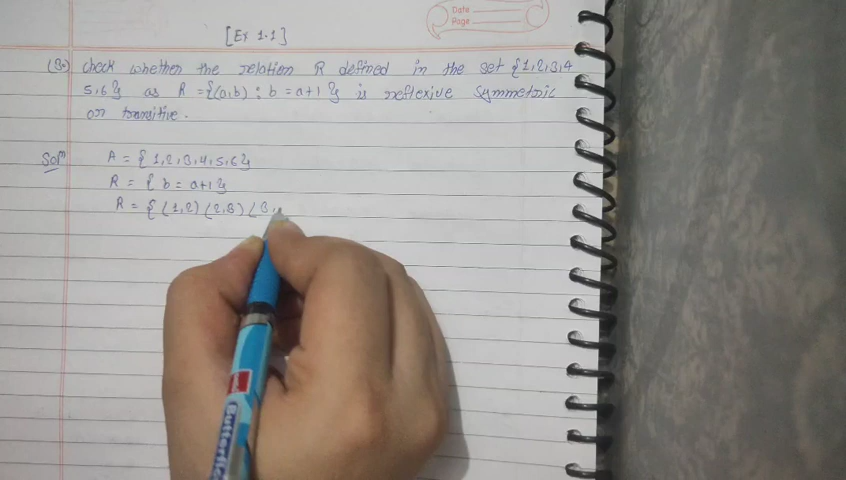 Date
Page
[Ex 1.1]
(Q.) Check whether the relation R defined in the set {1,2,3,4
5,6} as R = {(a,b) : b = a+1} is reflexive symmetric
or transitive.
Solⁿ A = {1,2,3,4,5,6}
R = { b = a+1}
R = { (1,2) (2,3) (3,
Butterflo